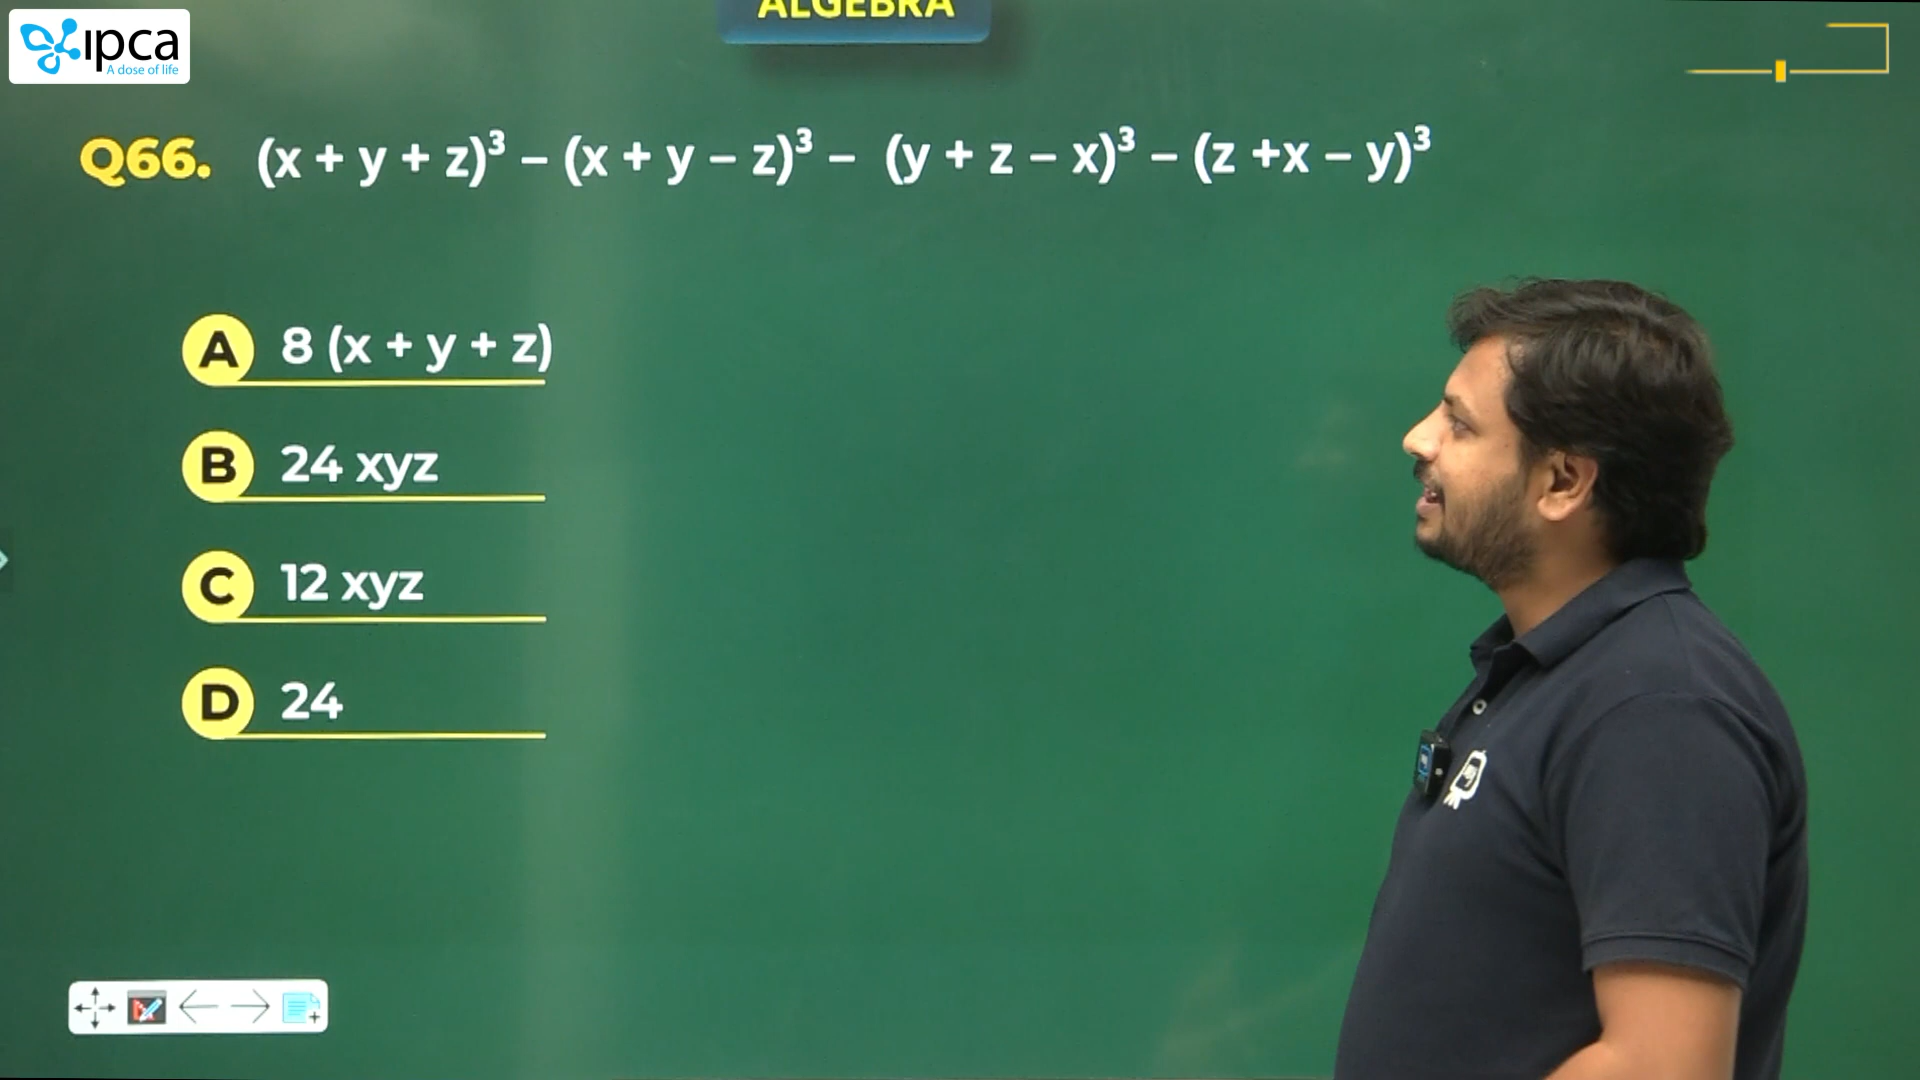 ALGEBRA
ipca
A dose of life
Q66. (x + y + z)³ – (x + y – z)³ – (y + z – x)³ – (z +x – y)³
A 8 (x + y + z)
B 24 xyz
C 12 xyz
D 24